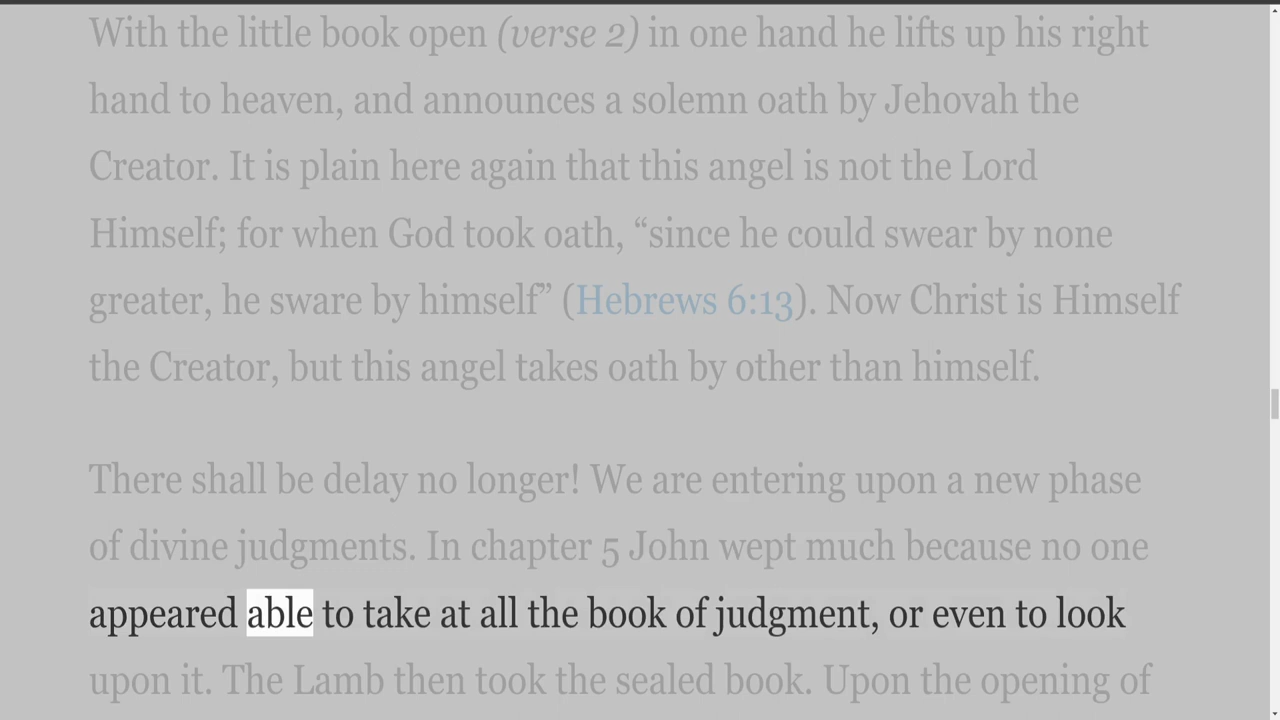 With the little book open (verse 2) in one hand he lifts up his right
hand to heaven, and announces a solemn oath by Jehovah the
Creator. It is plain here again that this angel is not the Lord
Himself; for when God took oath, “since he could swear by none
greater, he sware by himself” (Hebrews 6:13). Now Christ is Himself
the Creator, but this angel takes oath by other than himself.
There shall be delay no longer! We are entering upon a new phase
of divine judgments. In chapter 5 John wept much because no one
appeared able to take at all the book of judgment, or even to look
upon it. The Lamb then took the sealed book. Upon the opening of